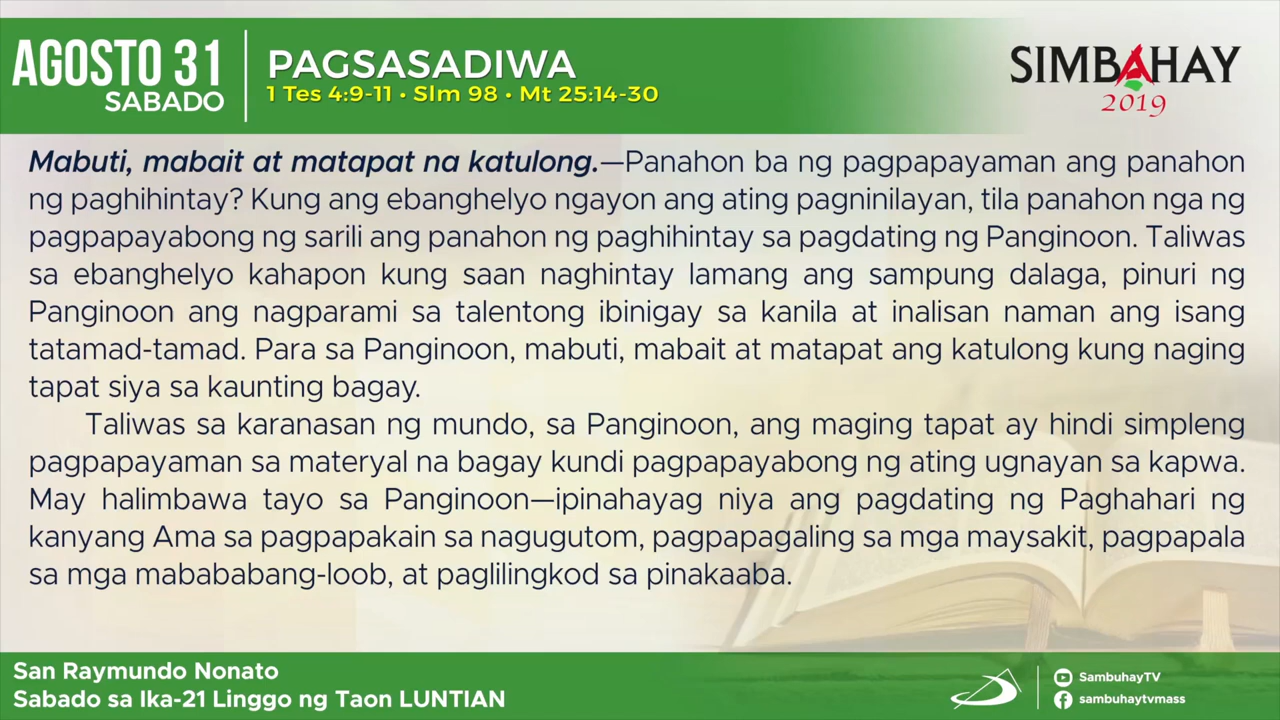 AGOSTO 31
SABADO
PAGSASADIWA
1 Tes 4:9-11 • Slm 98 • Mt 25:14-30
SIMBAHAY
2019
Mabuti, mabait at matapat na katulong.—Panahon ba ng pagpapayaman ang panahon
ng paghihintay? Kung ang ebanghelyo ngayon ang ating pagninilayan, tila panahon nga ng
pagpapayabong ng sarili ang panahon ng paghihintay sa pagdating ng Panginoon. Taliwas
sa ebanghelyo kahapon kung saan naghintay lamang ang sampung dalaga, pinuri ng
Panginoon ang nagparami sa talentong ibinigay sa kanila at inalisan naman ang isang
tatamad-tamad. Para sa Panginoon, mabuti, mabait at matapat ang katulong kung naging
tapat siya sa kaunting bagay.
Taliwas sa karanasan ng mundo, sa Panginoon, ang maging tapat ay hindi simpleng
pagpapayaman sa materyal na bagay kundi pagpapayabong ng ating ugnayan sa kapwa.
May halimbawa tayo sa Panginoon—ipinahayag niya ang pagdating ng Paghahari ng
kanyang Ama sa pagpapakain sa nagugutom, pagpapagaling sa mga maysakit, pagpapala
sa mga mabababang-loob, at paglilingkod sa pinakaaba.
San Raymundo Nonato
Sabado sa Ika-21 Linggo ng Taon LUNTIAN
SambuhayTV
sambuhaytvmass